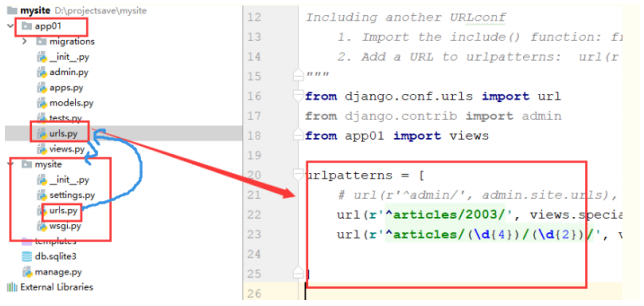 mysite D:\projectsave\mysite
app01
migrations
__init__.py
admin.py
apps.py
models.py
tests.py
urls.py
views.py
mysite
__init__.py
settings.py
urls.py
wsgi.py
templates
db.sqlite3
manage.py
External Libraries
12 Including another URLconf
13 1. Import the include() function: fr
14 2. Add a URL to urlpatterns: url(r
15 """
16 from django.conf.urls import url
17 from django.contrib import admin
18 from app01 import views
19
20 urlpatterns = [
21 # url(r'^admin/', admin.site.urls),
22 url(r'^articles/2003/', views.specia
23 url(r'^articles/(\d{4})/(\d{2})/', v
24
25 ]
26